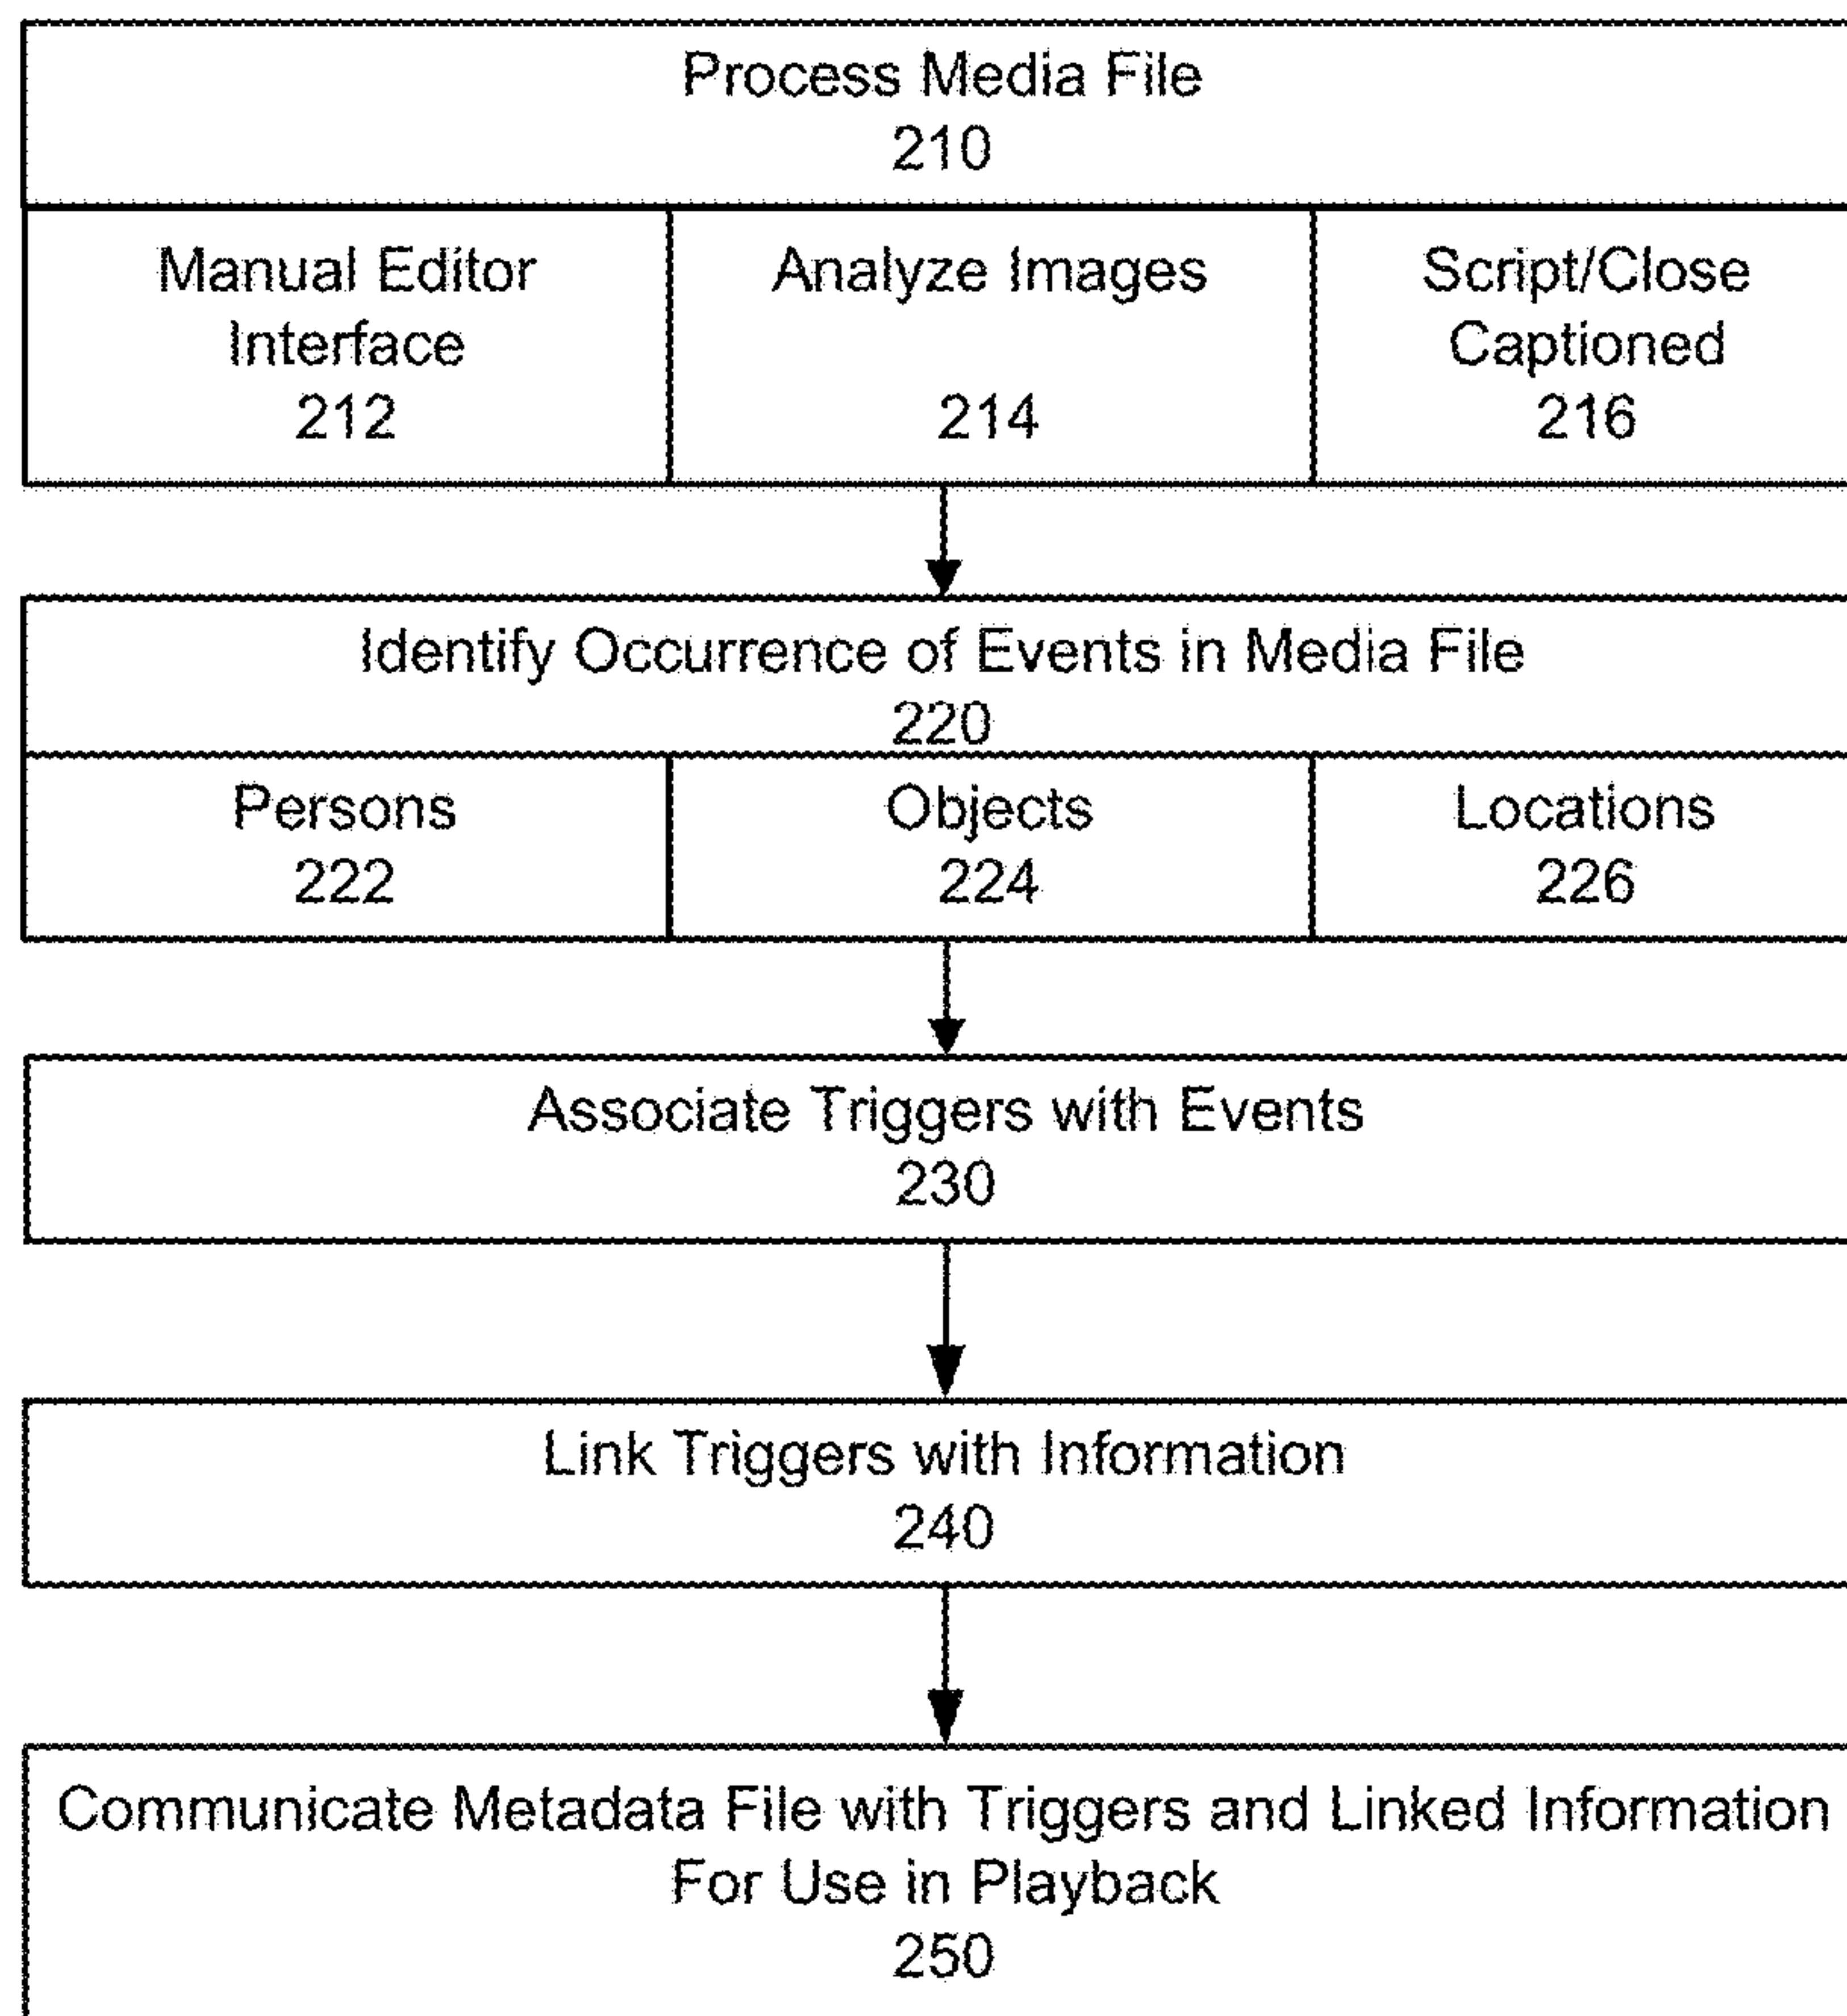 Process Media File
210
Manual Editor
Interface
212
Analyze Images
214
Script/Close
Captioned
216
Identify Occurrence of Events in Media File
220
Persons
222
Objects
224
Locations
226
Associate Triggers with Events
230
Link Triggers with Information
240
Communicate Metadata File with Triggers and Linked Information
For Use in Playback
250